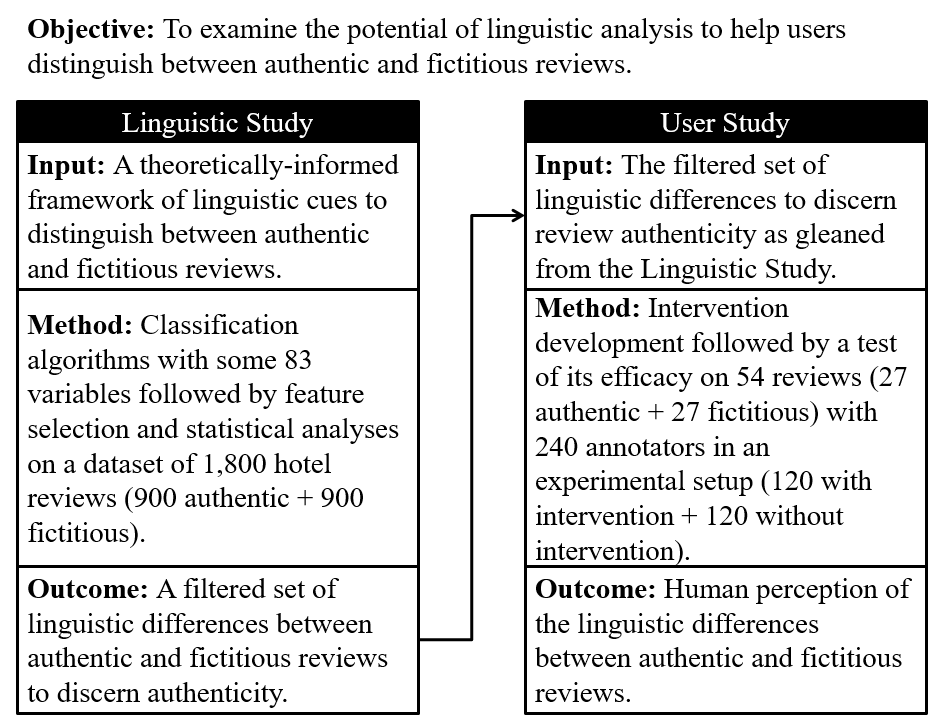 Objective: To examine the potential of linguistic analysis to help users
distinguish between authentic and fictitious reviews.
Linguistic Study
Input: A theoretically-informed
framework of linguistic cues to
distinguish between authentic
and fictitious reviews.
Method: Classification
algorithms with some 83
variables followed by feature
selection and statistical analyses
on a dataset of 1,800 hotel
reviews (900 authentic + 900
fictitious).
Outcome: A filtered set of
linguistic differences between
authentic and fictitious reviews
to discern authenticity.
User Study
Input: The filtered set of
linguistic differences to discern
review authenticity as gleaned
from the Linguistic Study.
Method: Intervention
development followed by a test
of its efficacy on 54 reviews (27
authentic + 27 fictitious) with
240 annotators in an
experimental setup (120 with
intervention + 120 without
intervention).
Outcome: Human perception of
the linguistic differences
between authentic and fictitious
reviews.